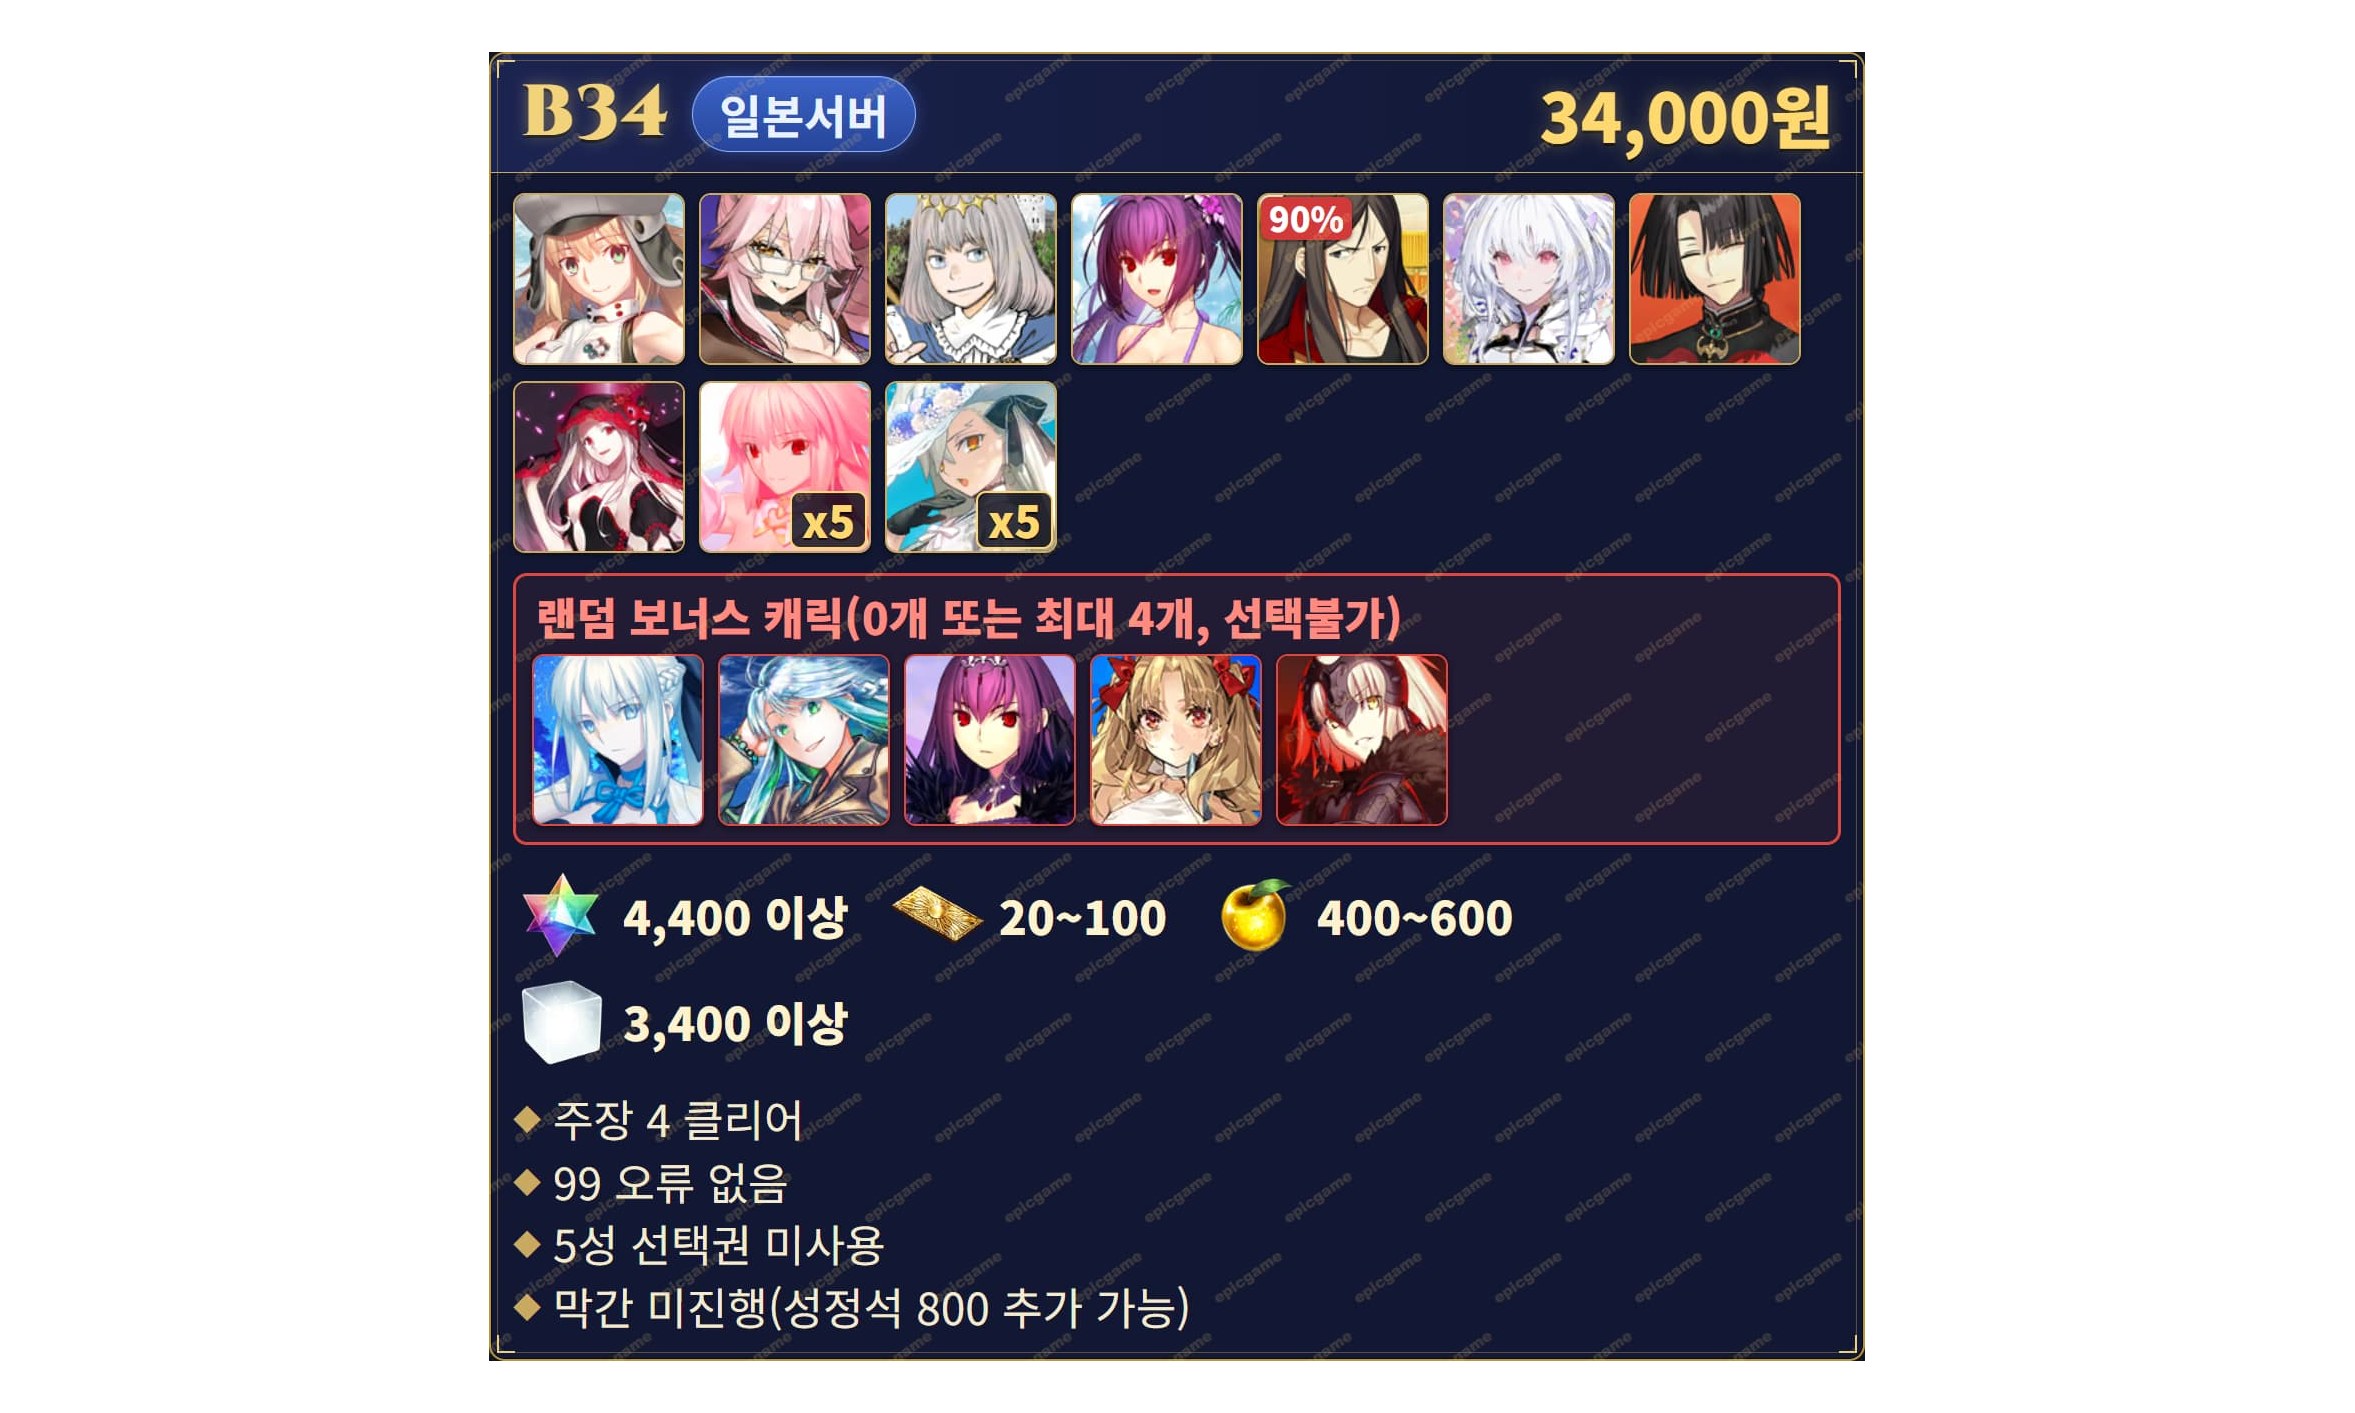 B34 일본서버 34,000원
90%
x5 x5
랜덤 보너스 캐릭(0개 또는 최대 4개, 선택불가)
4,400 이상 20~100 400~600
3,400 이상
주장 4 클리어
99 오류 없음
5성 선택권 미사용
막간 미진행(성정석 800 추가 가능)
epicgame